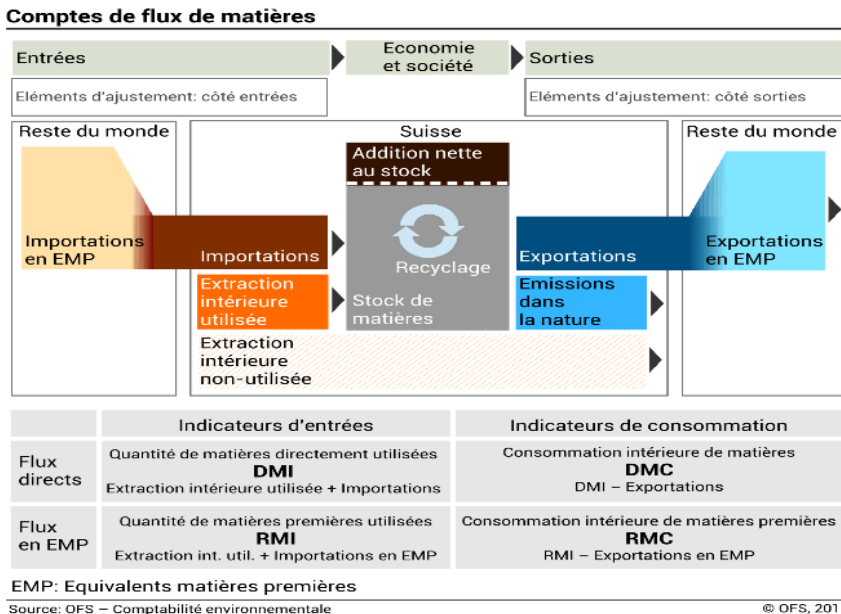 Comptes de flux de matières
Entrées
Economie
et société
Sorties
Eléments d'ajustement: côté entrées
Eléments d'ajustement: côté sorties
Reste du monde
Suisse
Reste du monde
Addition nette
au stock
Importations
en EMP
Importations
Recyclage
Exportations
Exportations
en EMP
Extraction
intérieure
utilisée
Stock de
matières
Emissions
dans
la nature
Extraction
intérieure
non-utilisée
Indicateurs d'entrées
Indicateurs de consommation
Flux
directs
Quantité de matières directement utilisées
DMI
Extraction intérieure utilisée + Importations
Consommation intérieure de matières
DMC
DMI – Exportations
Flux
en EMP
Quantité de matières premières utilisées
RMI
Extraction int. util. + Importations en EMP
Consommation intérieure de matières premières
RMC
RMI – Exportations en EMP
EMP: Equivalents matières premières
Source: OFS – Comptabilité environnementale
© OFS, 201